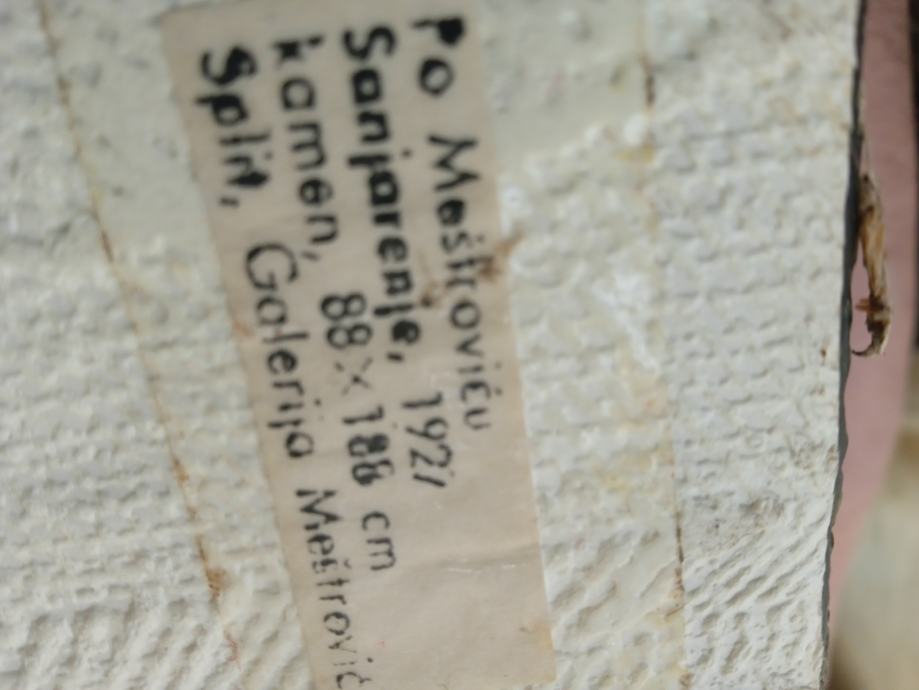 Po Meštroviću
Sanjarenje, 1927,
kamen, 88 × 188 cm
Split, Galerija Meštrović